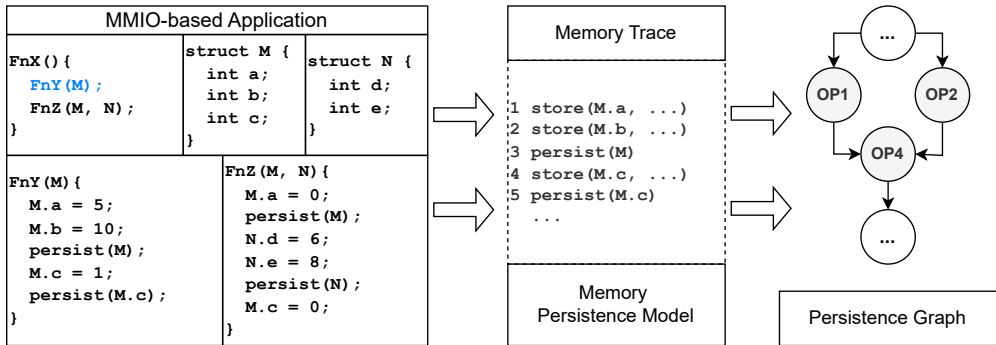 MMIO-based Application
FnX(){
FnY(M);
FnZ(M, N);
}
struct M {
int a;
int b;
int c;
}
struct N {
int d;
int e;
}
FnY(M){
M.a = 5;
M.b = 10;
persist(M);
M.c = 1;
persist(M.c);
}
FnZ(M, N){
M.a = 0;
persist(M);
N.d = 6;
N.e = 8;
persist(N);
M.c = 0;
}
Memory Trace
1 store(M.a, ...)
2 store(M.b, ...)
3 persist(M)
4 store(M.c, ...)
5 persist(M.c)
...
Memory
Persistence Model
...
OP1
OP2
OP4
...
Persistence Graph